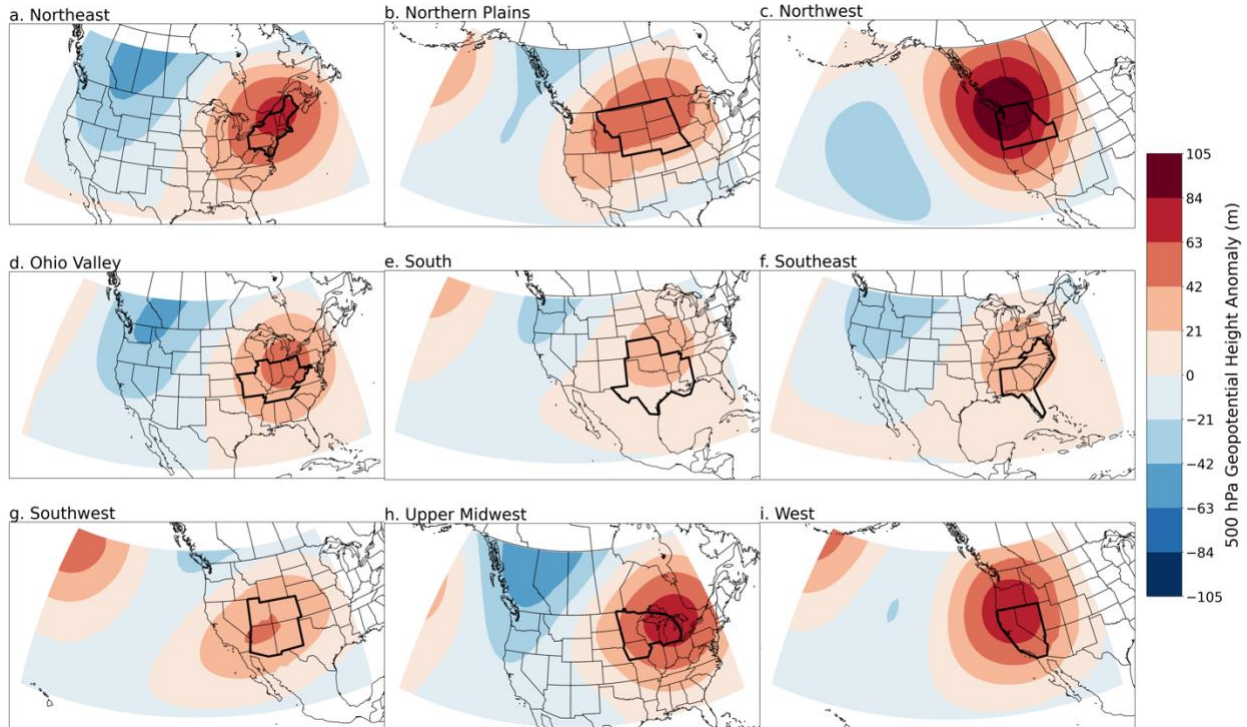 a. Northeast
b. Northern Plains
c. Northwest
d. Ohio Valley
e. South
f. Southeast
g. Southwest
h. Upper Midwest
i. West
105
84
63
42
21
0
−21
−42
−63
−84
−105
500 hPa Geopotential Height Anomaly (m)